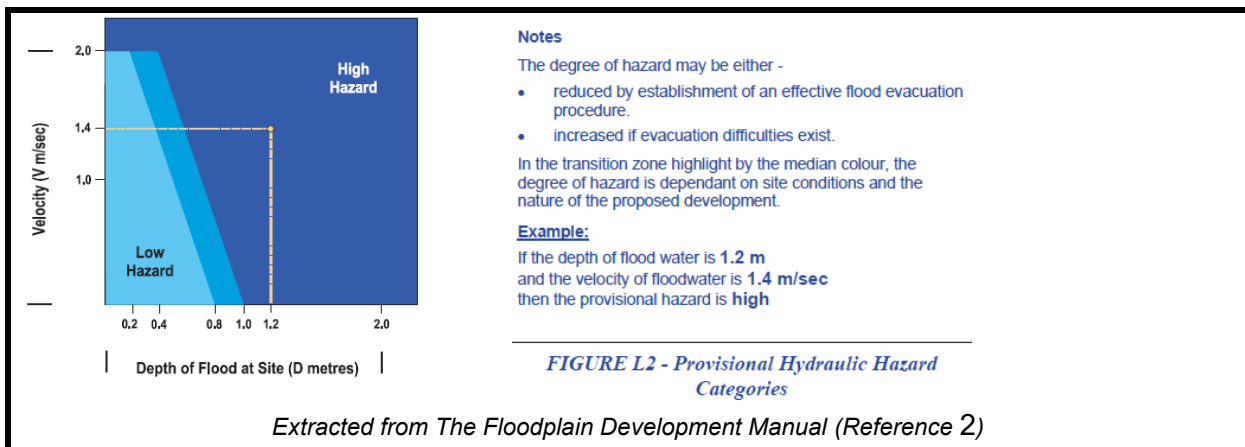 2.0
1.4
1.0
Velocity (V m/sec)
High
Hazard
Low
Hazard
0.2 0.4 0.8 1.0 1.2 2.0
Depth of Flood at Site (D metres)
Notes
The degree of hazard may be either -
• reduced by establishment of an effective flood evacuation
procedure.
• increased if evacuation difficulties exist.
In the transition zone highlight by the median colour, the
degree of hazard is dependant on site conditions and the
nature of the proposed development.
Example:
If the depth of flood water is 1.2 m
and the velocity of floodwater is 1.4 m/sec
then the provisional hazard is high
FIGURE L2 - Provisional Hydraulic Hazard
Categories
Extracted from The Floodplain Development Manual (Reference 2)